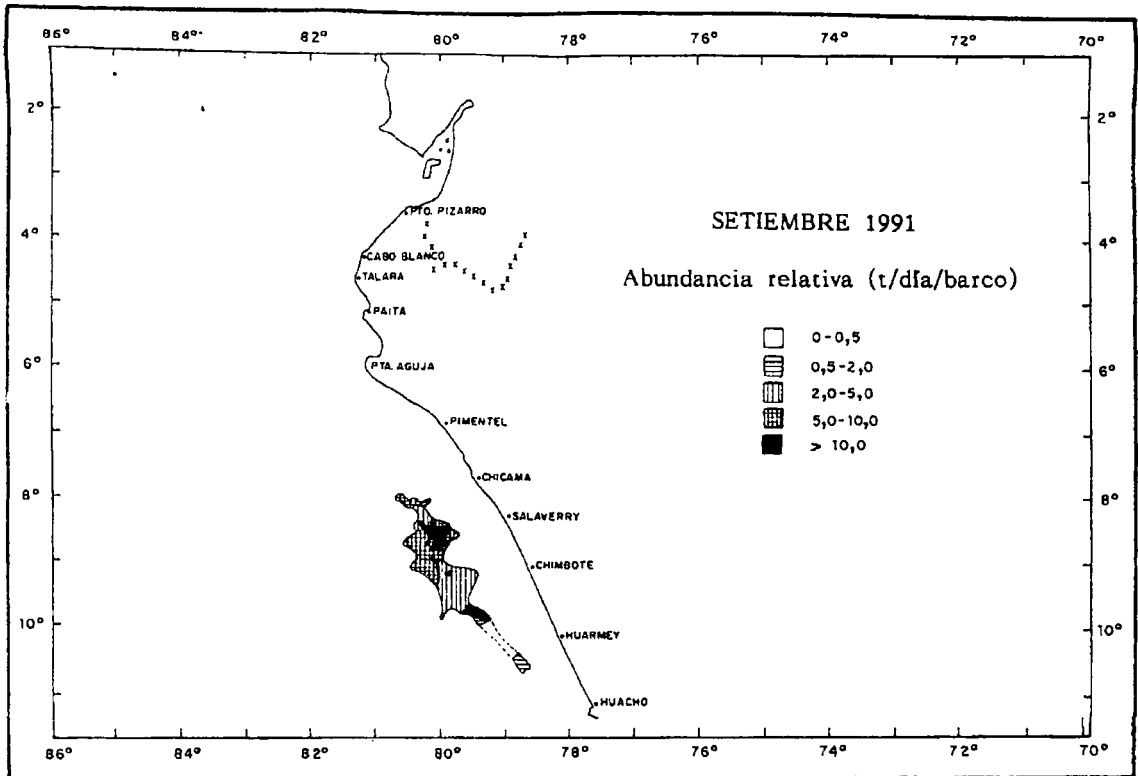 86° 84° 82° 80° 78° 76° 74° 72° 70°
2° 2°
PTO. PIZARRO
SETIEMBRE 1991
4° 4°
CABO BLANCO
TALARA
Abundancia relativa (t/día/barco)
PAITA
0-0,5
6° PTA. AGUJA 0,5-2,0 6°
2,0-5,0
PIMENTEL 5,0-10,0
> 10,0
CHICAMA
8° 8°
SALAVERRY
CHIMBOTE
10° 10°
HUARMEY
HUACHO
86° 84° 82° 80° 78° 76° 74° 72° 70°